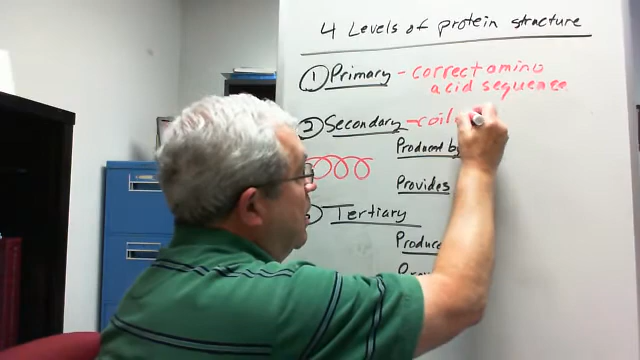 4 Levels of protein structure
① Primary - correct amino
acid sequence
② Secondary - coil
Produced by
Provides
Tertiary
Produce